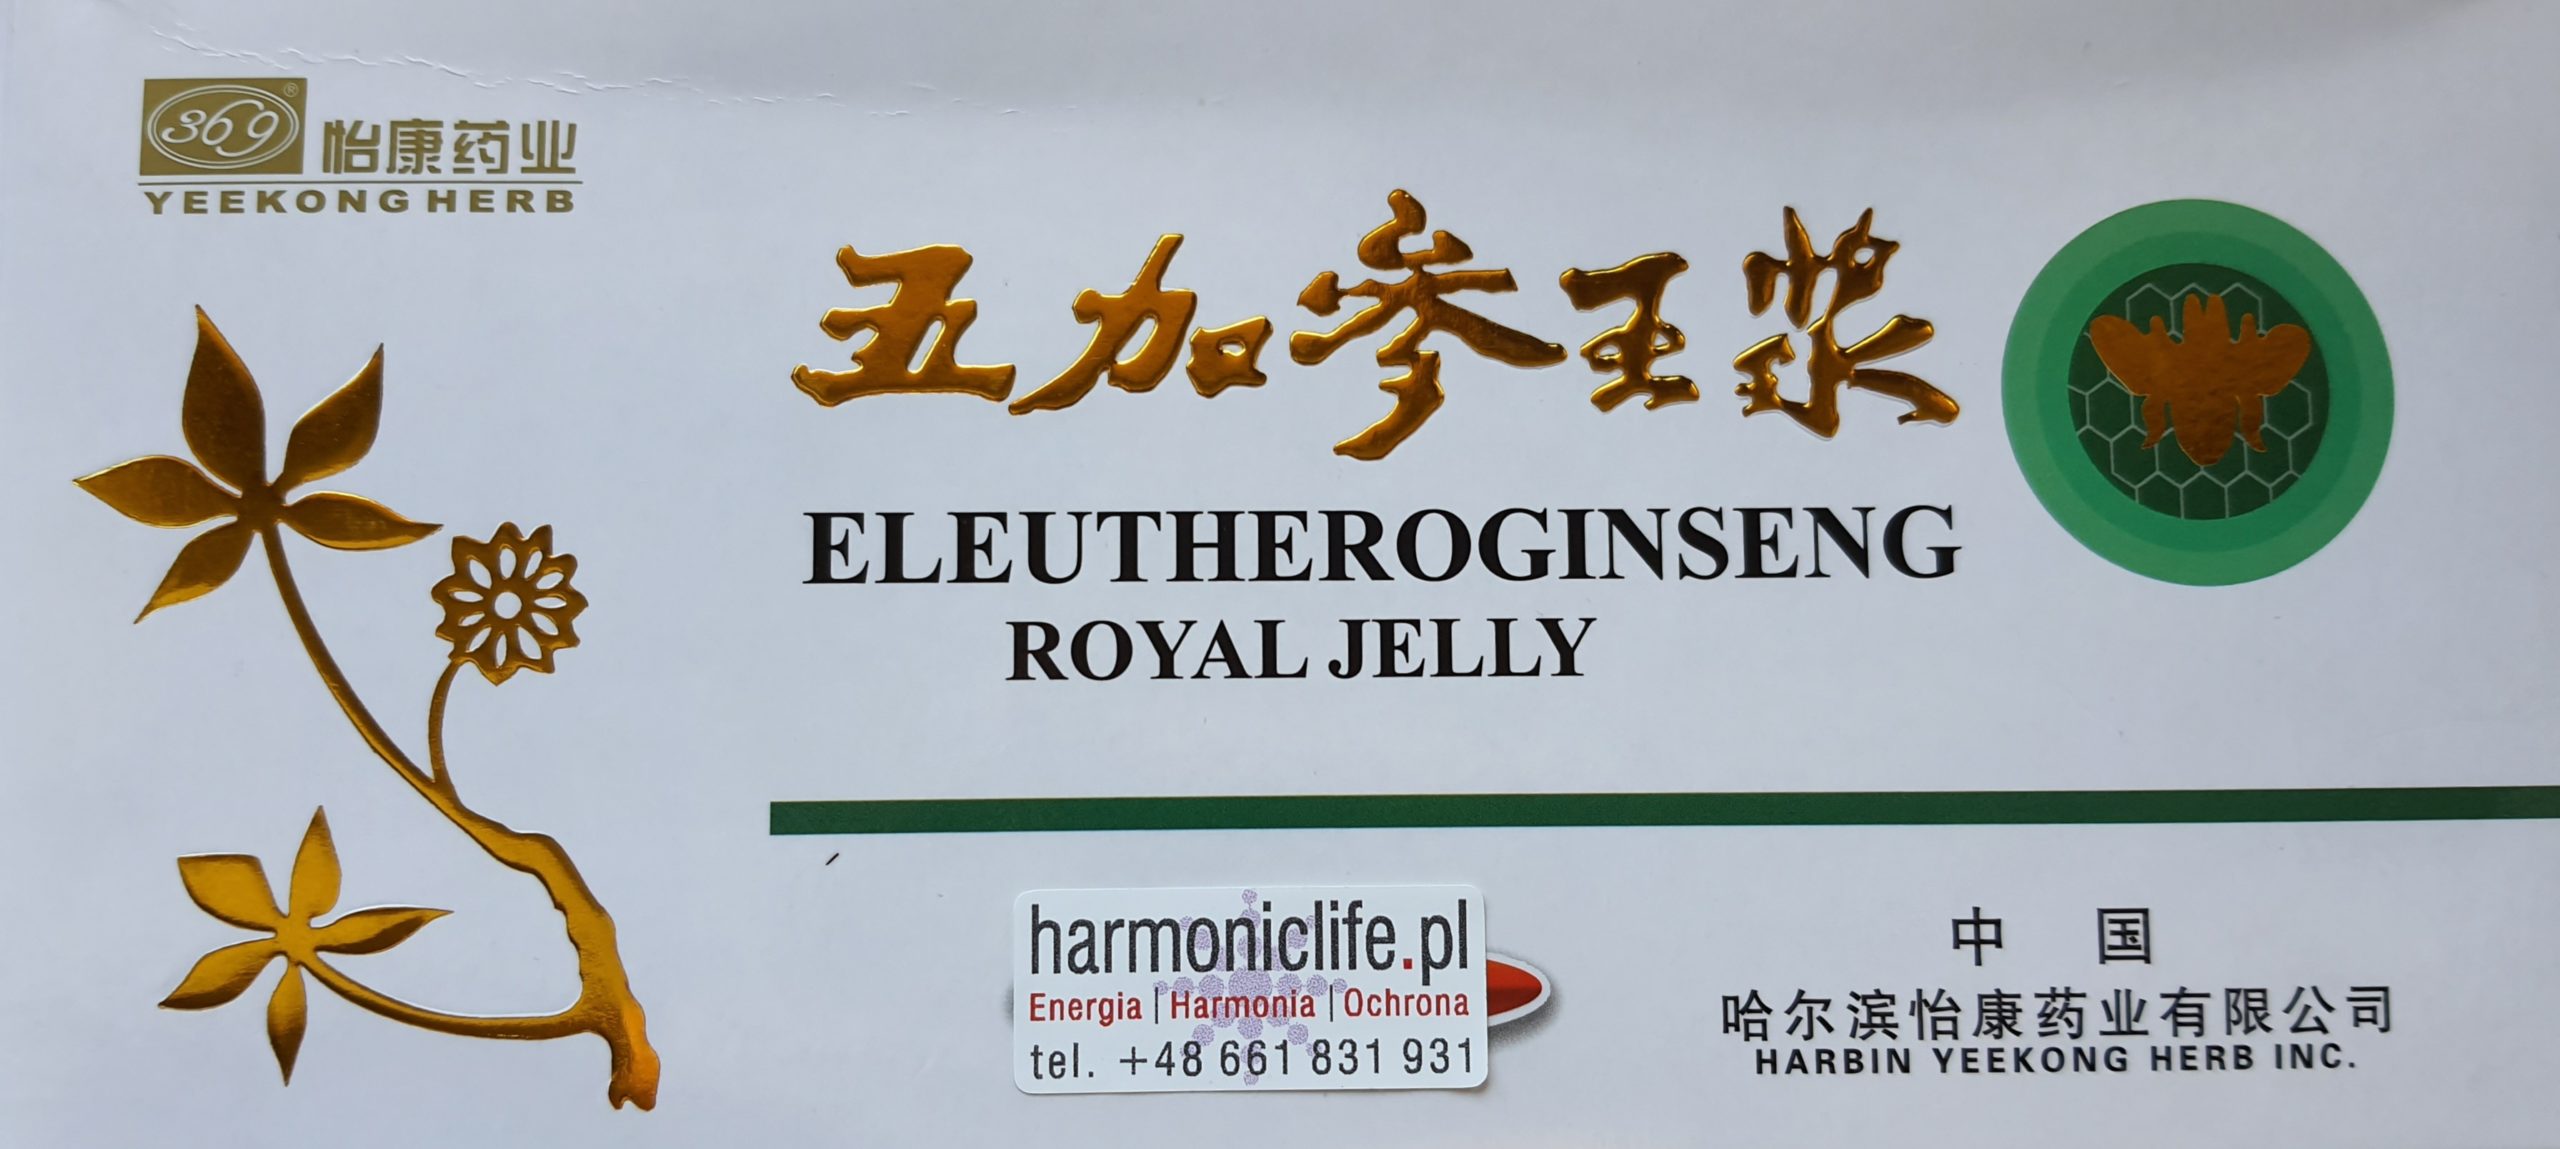 369®
怡康药业
YEEKONG HERB
五加参王浆
ELEUTHEROGINSENG
ROYAL JELLY
harmoniclife.pl
Energia | Harmonia | Ochrona
tel. +48 661 831 931
中国
哈尔滨怡康药业有限公司
HARBIN YEEKONG HERB INC.